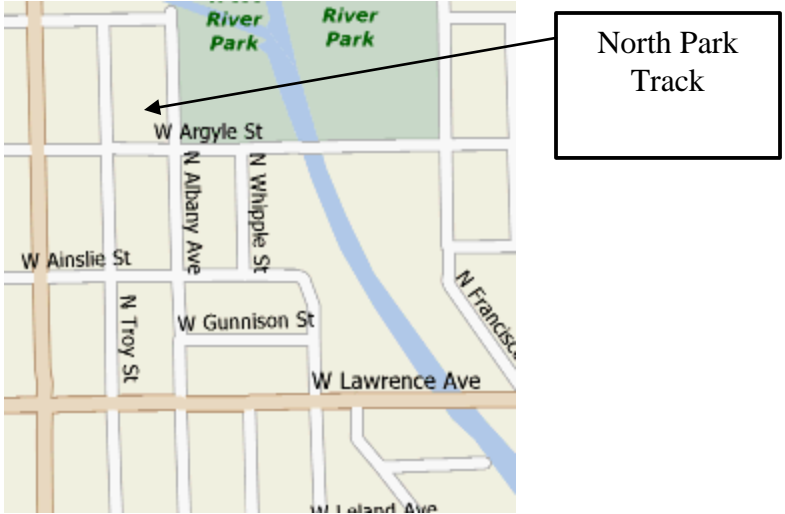 River
Park
River
Park
North Park
Track
W Argyle St
N Albany Ave
N Whipple St
W Ainslie St
N Troy St
N Francisco
W Gunnison St
W Lawrence Ave
W Leland Ave